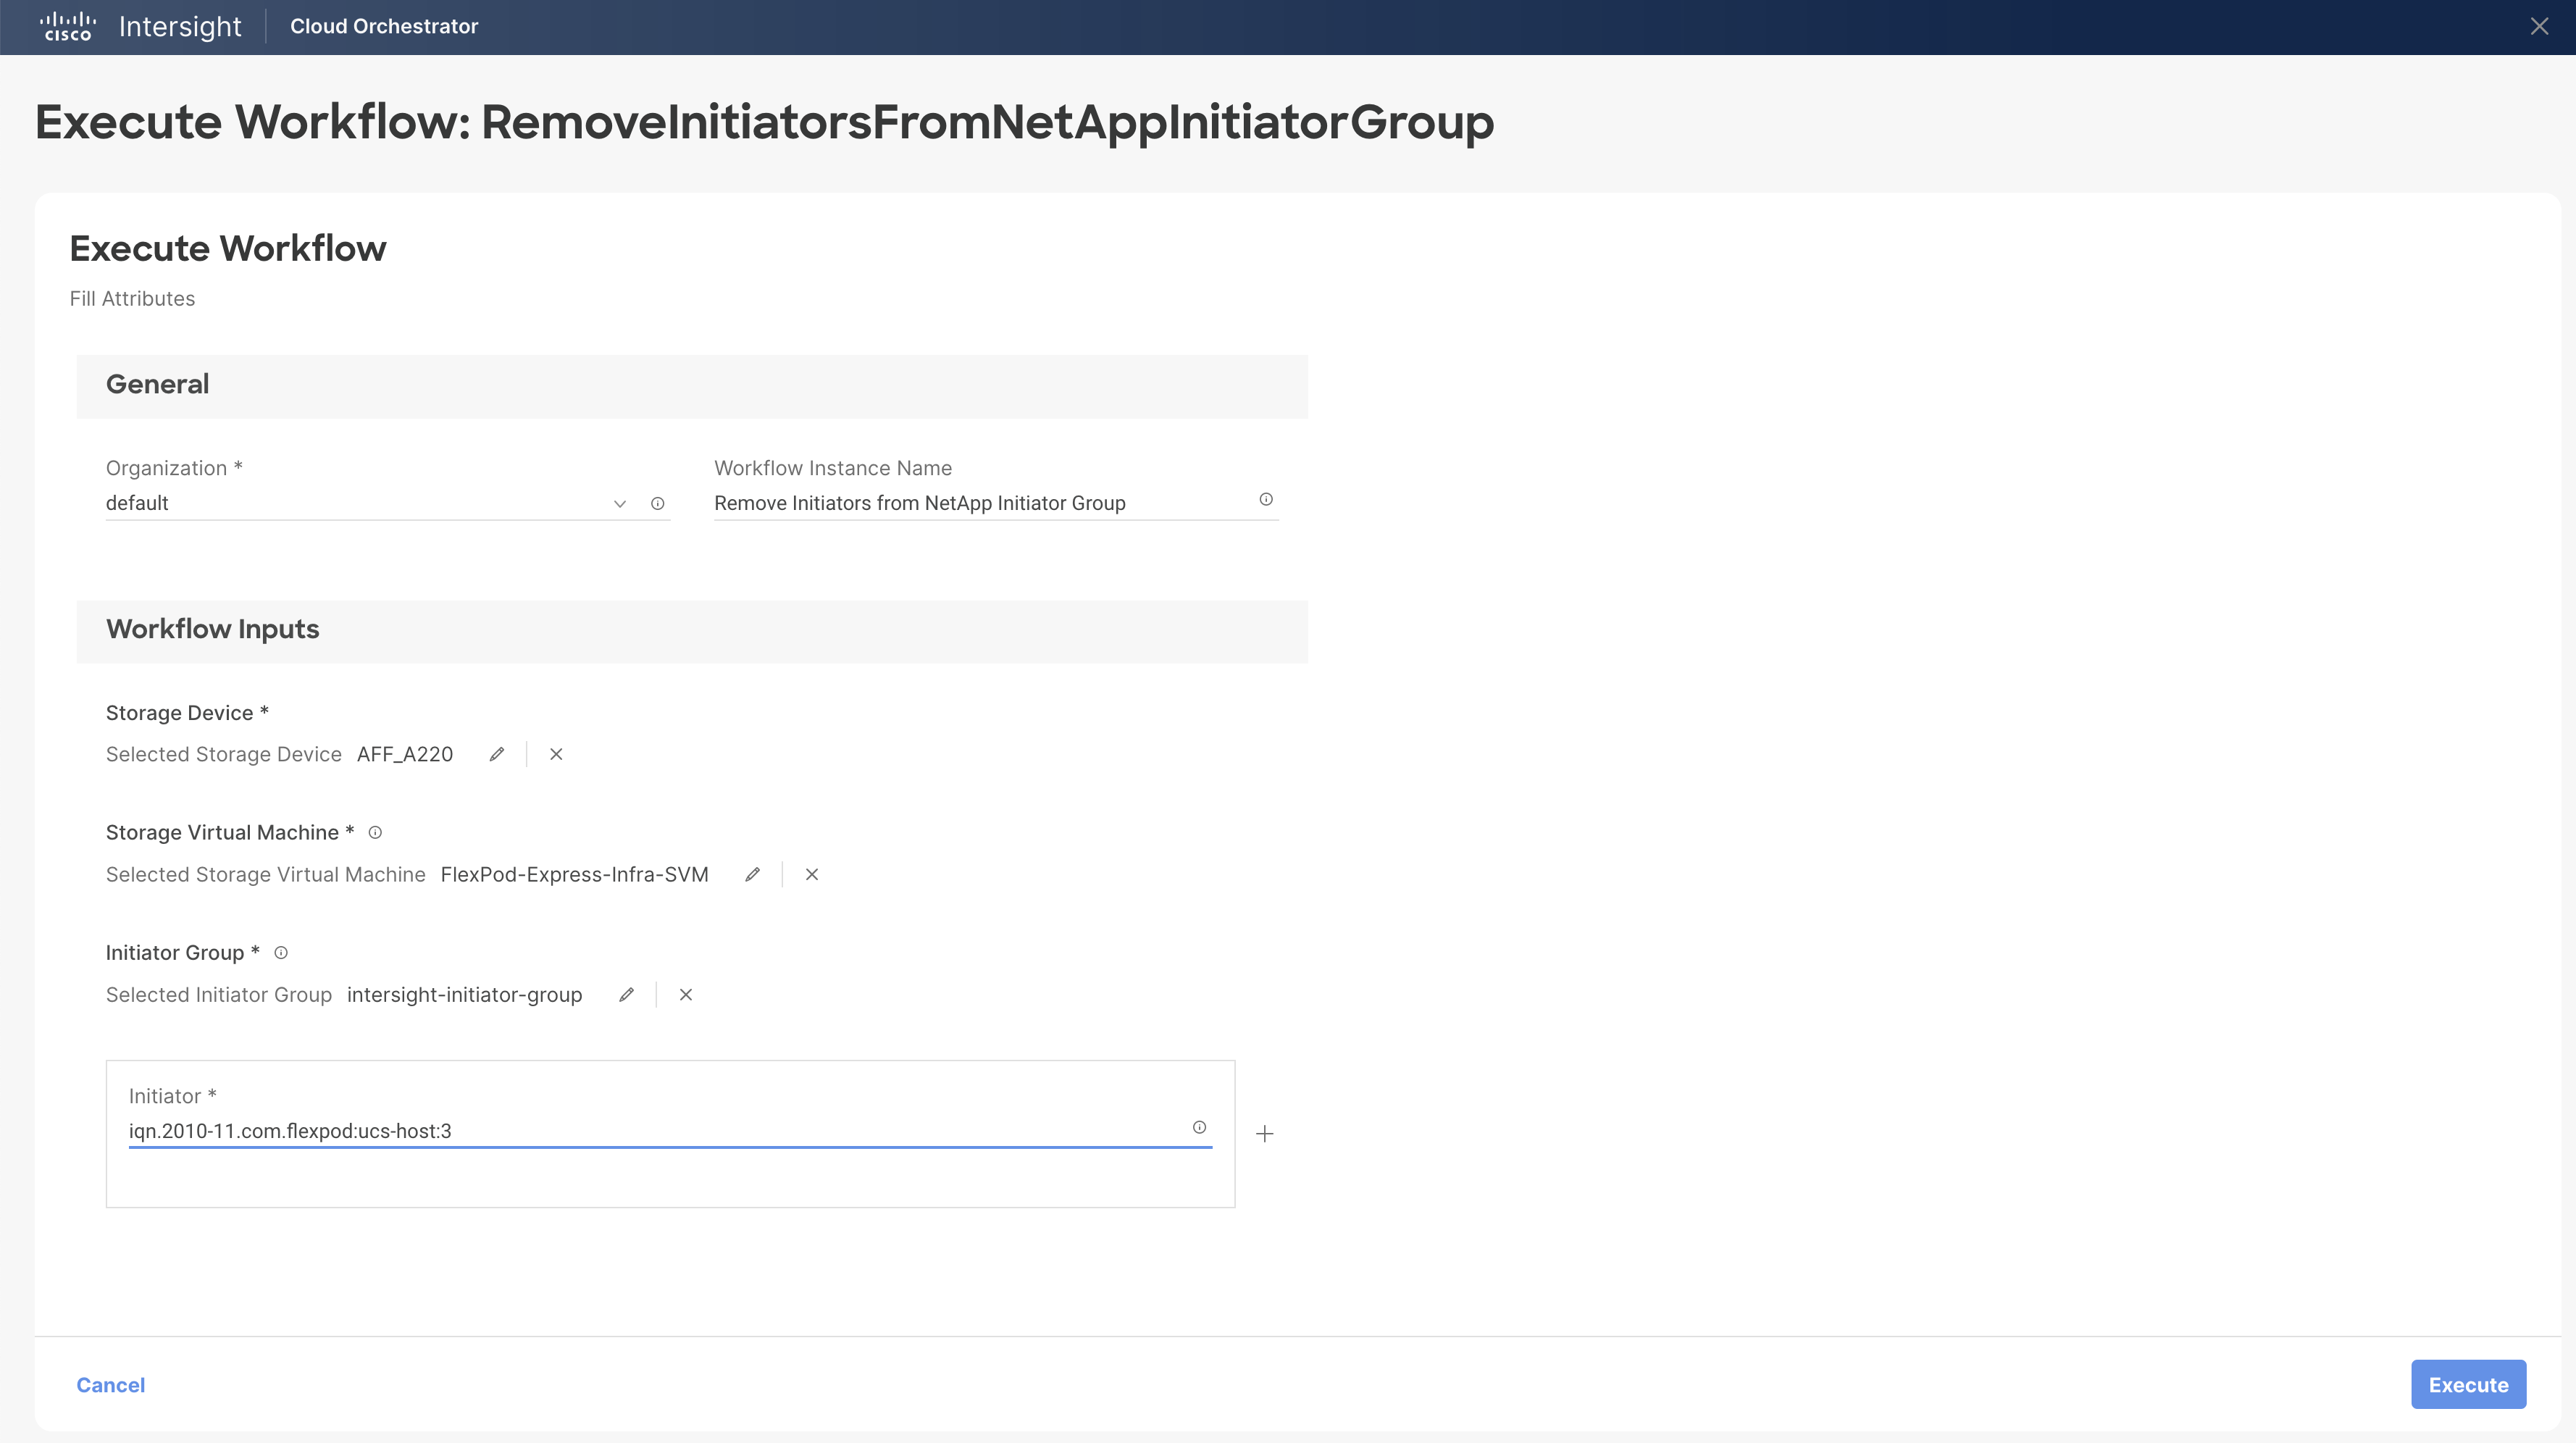 cisco Intersight Cloud Orchestrator
Execute Workflow: RemoveInitiatorsFromNetAppInitiatorGroup
Execute Workflow
Fill Attributes
General
Organization * Workflow Instance Name
default Remove Initiators from NetApp Initiator Group
Workflow Inputs
Storage Device *
Selected Storage Device AFF_A220
Storage Virtual Machine *
Selected Storage Virtual Machine FlexPod-Express-Infra-SVM
Initiator Group *
Selected Initiator Group intersight-initiator-group
Initiator *
iqn.2010-11.com.flexpod:ucs-host:3
Cancel Execute